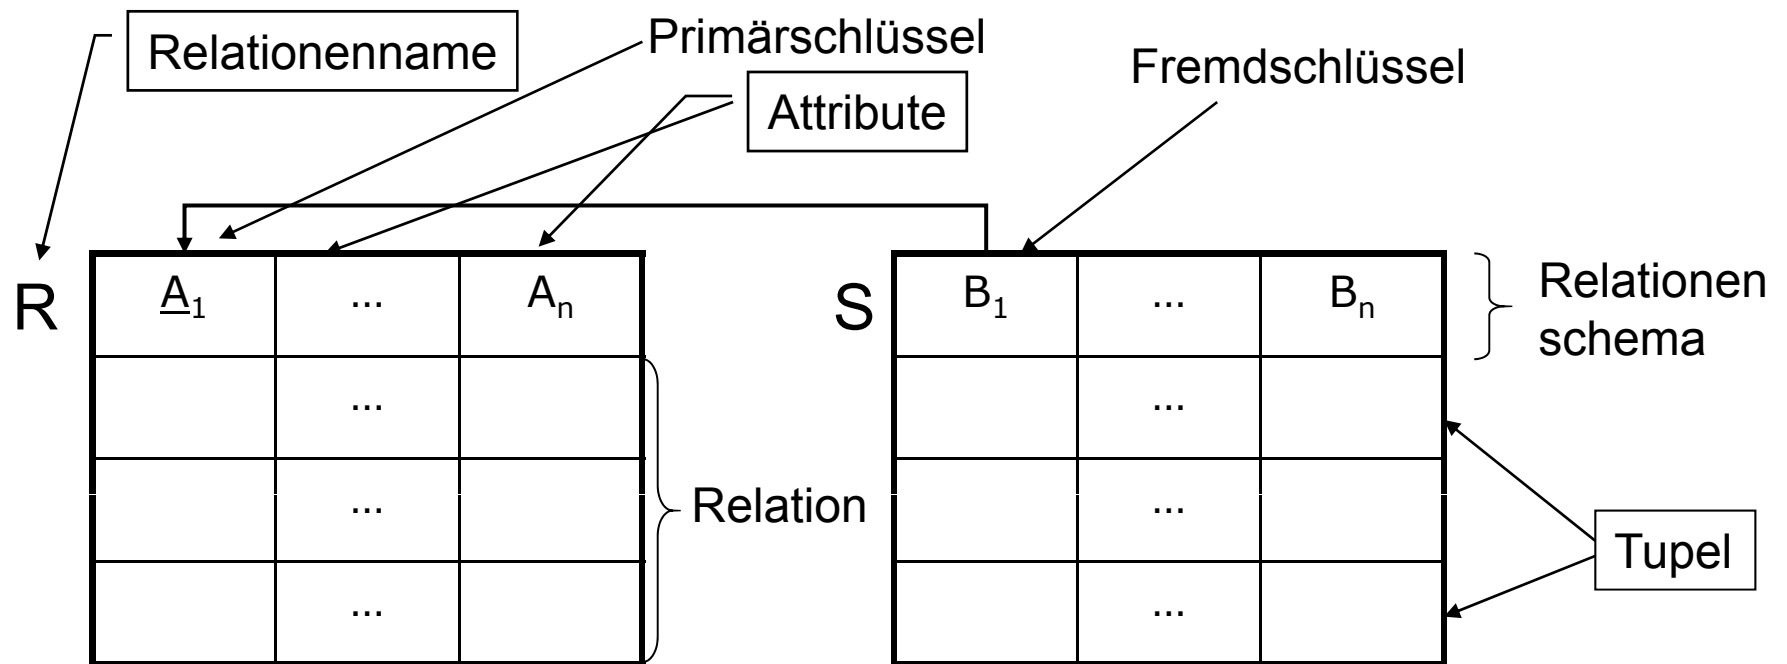 Relationenname
Primärschlüssel
Attribute
Fremdschlüssel
R
A₁ ... Aₙ
...
...
...
Relation
S
B₁ ... Bₙ
...
...
...
Relationen
schema
Tupel